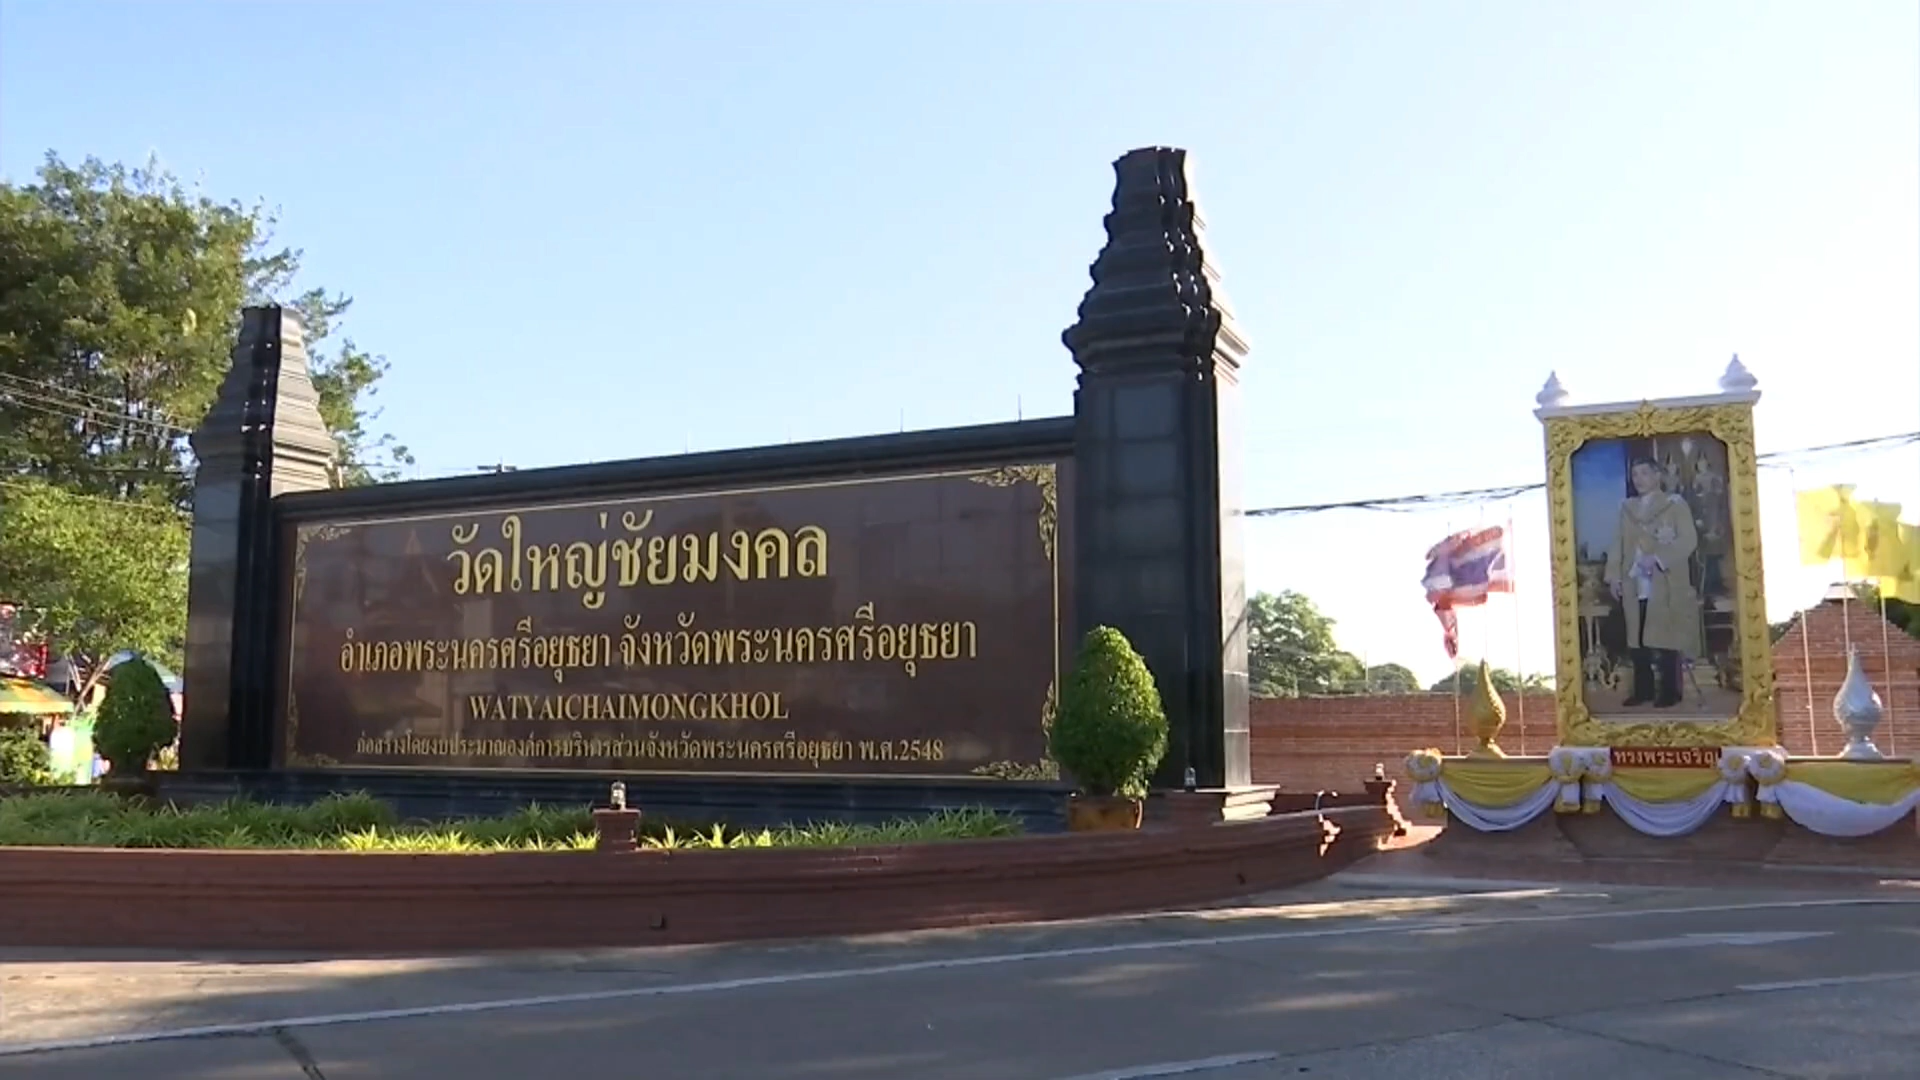 วัดใหญ่ชัยมงคล
อำเภอพระนครศรีอยุธยา จังหวัดพระนครศรีอยุธยา
WATYAICHAIMONGKHOL
ก่อสร้างโดยงบประมาณองค์การบริหารส่วนจังหวัดพระนครศรีอยุธยา พ.ศ.2548
ทรงพระเจริญ